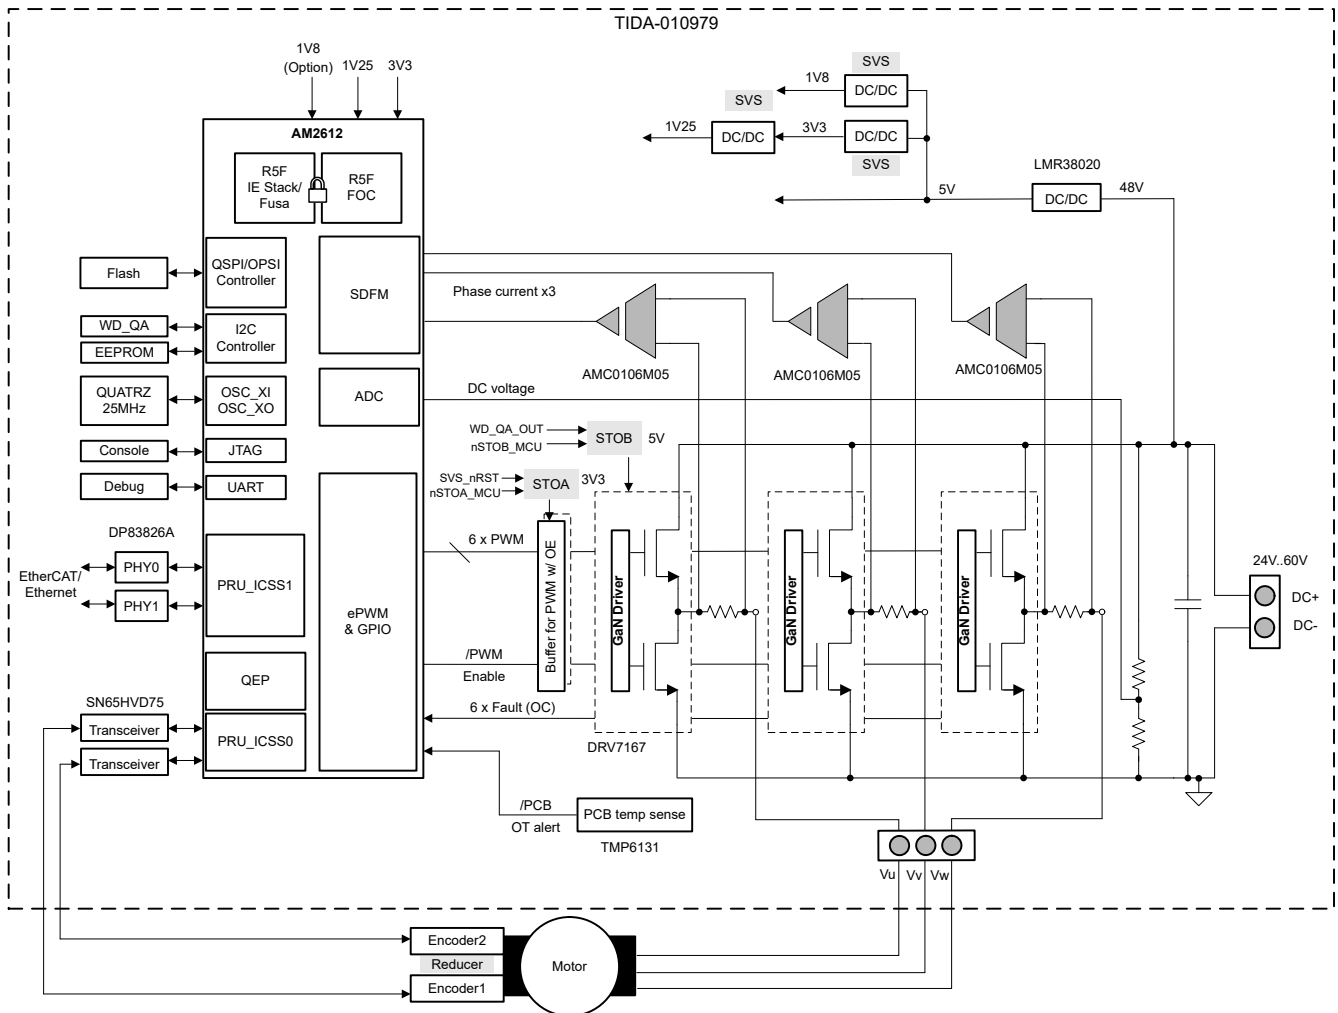 TIDA-010979
1V8
(Option)
1V25
3V3
AM2612
R5F
IE Stack/
Fusa
R5F
FOC
SVS
1V8
DC/DC
SVS
1V25
DC/DC
3V3
DC/DC
SVS
LMR38020
5V
DC/DC
48V
Flash
QSPI/OPSI
Controller
SDFM
Phase current x3
WD_QA
EEPROM
I2C
Controller
AMC0106M05
AMC0106M05
AMC0106M05
QUATRZ
25MHz
OSC_XI
OSC_XO
ADC
DC voltage
WD_QA_OUT
nSTOB_MCU
STOB
5V
Console
JTAG
Debug
UART
SVS_nRST
nSTOA_MCU
STOA
3V3
DP83826A
EtherCAT/
Ethernet
PHY0
PHY1
PRU_ICSS1
ePWM
& GPIO
6 x PWM
Buffer for PWM w/ OE
GaN Driver
GaN Driver
GaN Driver
24V..60V
DC+
DC-
/PWM
Enable
QEP
6 x Fault (OC)
SN65HVD75
Transceiver
Transceiver
PRU_ICSS0
DRV7167
/PCB
OT alert
PCB temp sense
TMP6131
Vu
Vv
Vw
Encoder2
Reducer
Encoder1
Motor